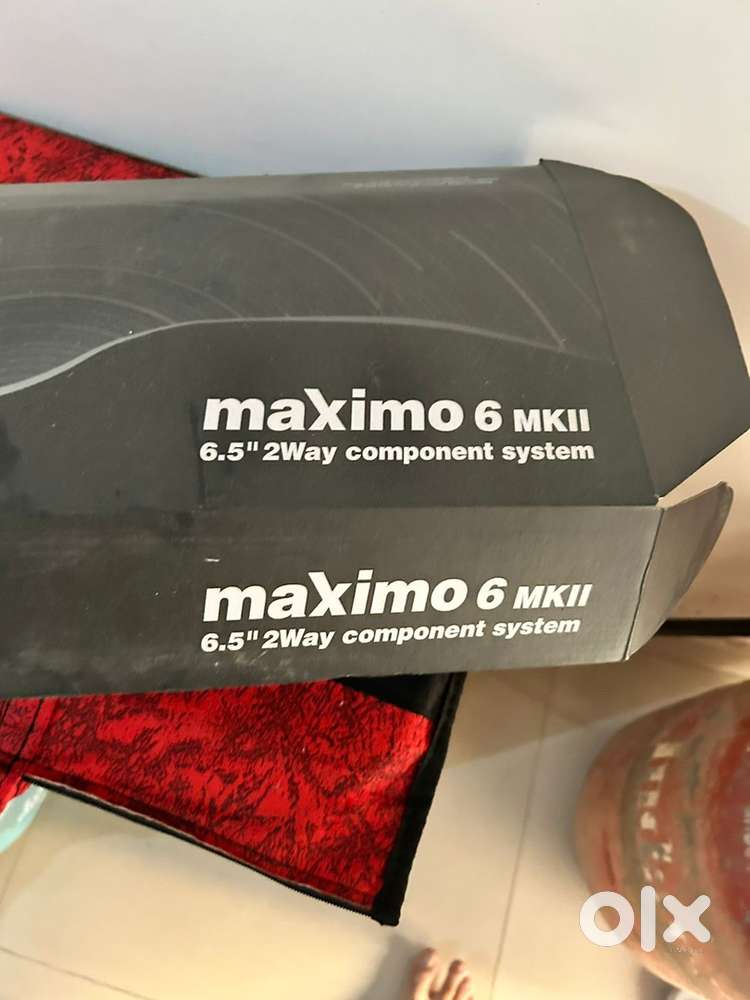 maximo 6 MKII
6.5" 2Way component system
maximo 6 MKII
6.5" 2Way component system
olx